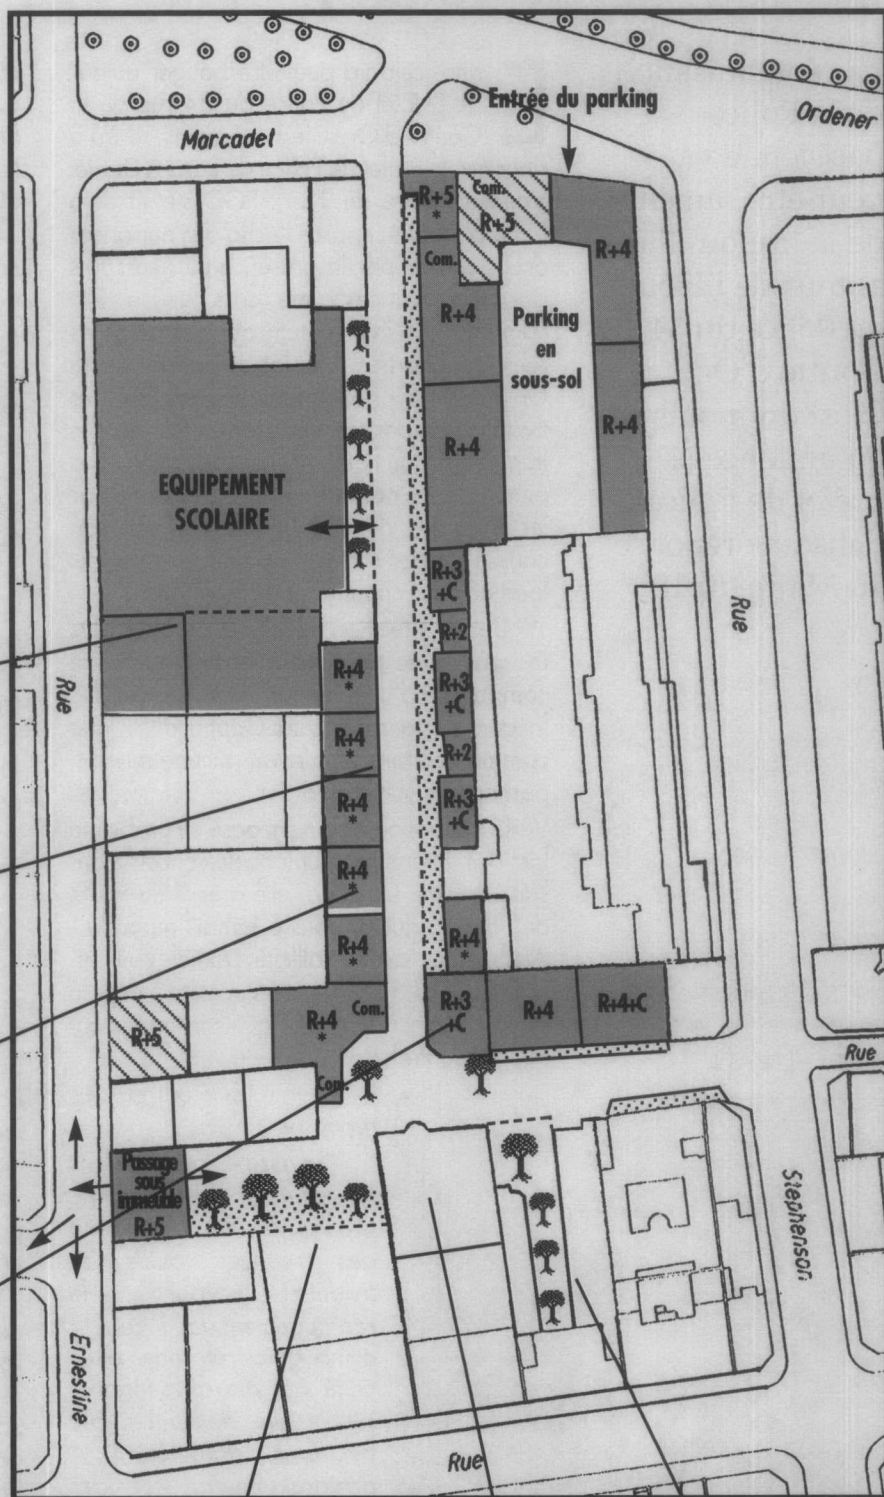 Entrée du parking
Ordener
Marcadet
R+5
*
Com.
R+5
Com.
R+4
R+4
Parking
en
sous-sol
R+4
R+4
EQUIPEMENT
SCOLAIRE
R+3
+C
Rue
R+2
Rue
R+4
*
R+3
+C
R+4
*
R+2
R+4
*
R+3
+C
R+4
*
R+4
*
R+4
*
R+5
R+4
*
Com.
R+3
+C
R+4
R+4+C
Rue
Com.
Passage
sous
immeuble
R+5
Stephenson
Ernestine
Rue